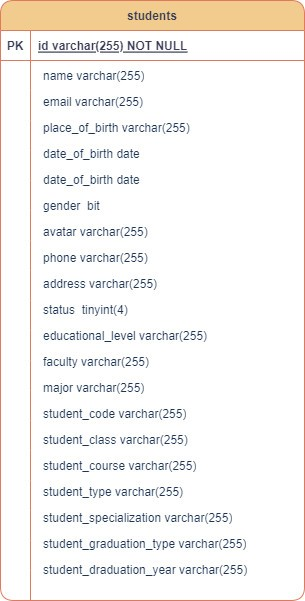 students
PK id varchar(255) NOT NULL
name varchar(255)
email varchar(255)
place_of_birth varchar(255)
date_of_birth date
date_of_birth date
gender  bit
avatar varchar(255)
phone varchar(255)
address varchar(255)
status  tinyint(4)
educational_level varchar(255)
faculty varchar(255)
major varchar(255)
student_code varchar(255)
student_class varchar(255)
student_course varchar(255)
student_type varchar(255)
student_specialization varchar(255)
student_graduation_type varchar(255)
student_draduation_year varchar(255)